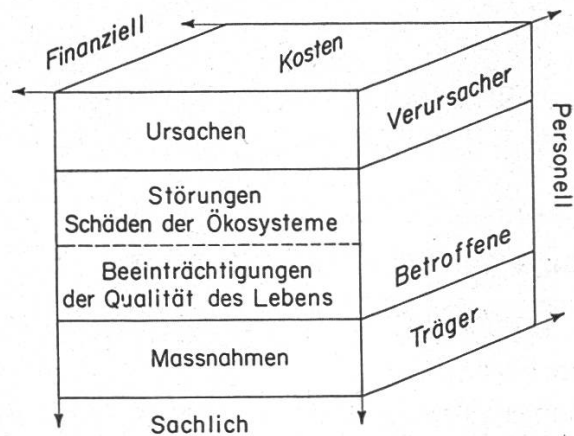 Finanziell
Kosten
Ursachen
Verursacher
Störungen
Schäden der Ökosysteme
Personell
Beeinträchtigungen
der Qualität des Lebens
Betroffene
Massnahmen
Träger
Sachlich